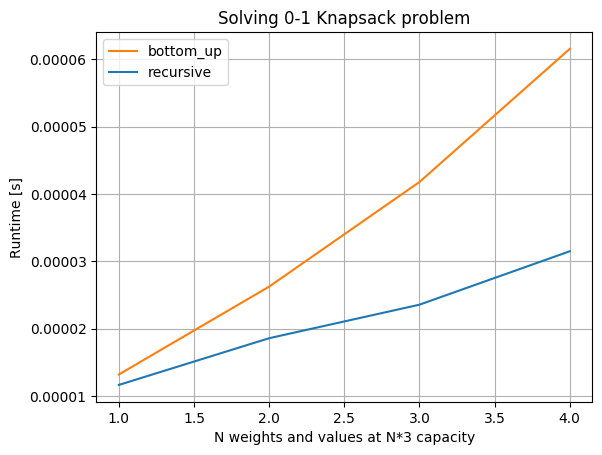 Solving 0-1 Knapsack problem
bottom_up
recursive
Runtime [s]
0.00006
0.00005
0.00004
0.00003
0.00002
0.00001
1.0 1.5 2.0 2.5 3.0 3.5 4.0
N weights and values at N*3 capacity